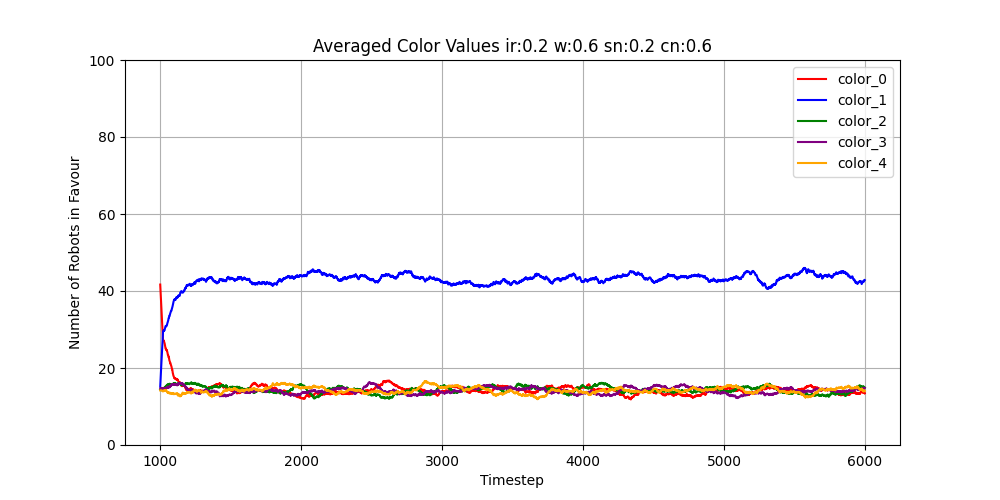 Averaged Color Values ir:0.2 w:0.6 sn:0.2 cn:0.6
100
80
60
40
20
0
Number of Robots in Favour
color_0
color_1
color_2
color_3
color_4
1000 2000 3000 4000 5000 6000
Timestep